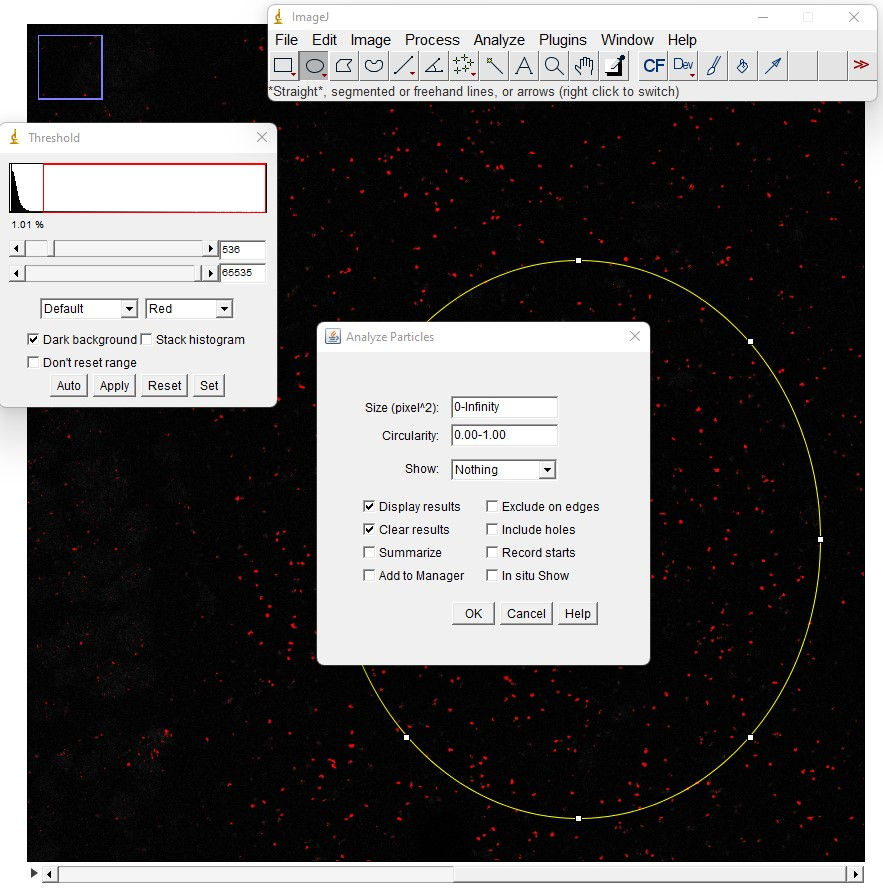 ImageJ
File Edit Image Process Analyze Plugins Window Help
A CF Dev
*Straight*, segmented or freehand lines, or arrows (right click to switch)
Threshold
1.01 %
536
65535
Default Red
Dark background Stack histogram
Don't reset range
Auto Apply Reset Set
Analyze Particles
Size (pixel^2): 0-Infinity
Circularity: 0.00-1.00
Show: Nothing
Display results Exclude on edges
Clear results Include holes
Summarize Record starts
Add to Manager In situ Show
OK Cancel Help